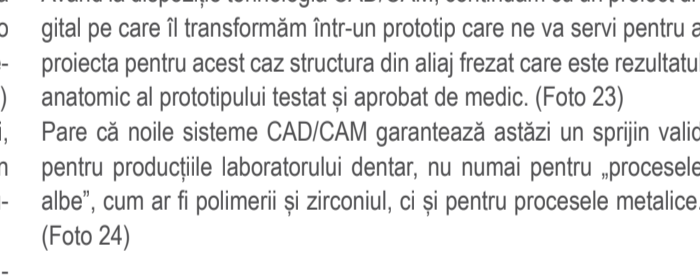 gital pe care îl transformăm într-un prototip care ne va servi pentru a
proiecta pentru acest caz structura din aliaj frezat care este rezultatul
anatomic al prototipului testat și aprobat de medic. (Foto 23)
Pare că noile sisteme CAD/CAM garantează astăzi un sprijin valid
pentru producțiile laboratorului dentar, nu numai pentru „procesele
albe”, cum ar fi polimerii și zirconiul, ci și pentru procesele metalice.
(Foto 24)